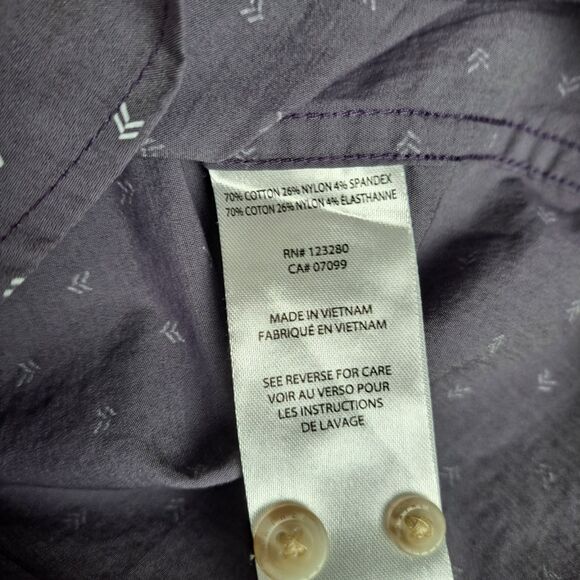 70% COTTON 26% NYLON 4% SPANDEX
70% COTON 26% NYLON 4% ÉLASTHANNE
RN# 123280
CA# 07099
MADE IN VIETNAM
FABRIQUÉ EN VIETNAM
SEE REVERSE FOR CARE
VOIR AU VERSO POUR
LES INSTRUCTIONS
DE LAVAGE